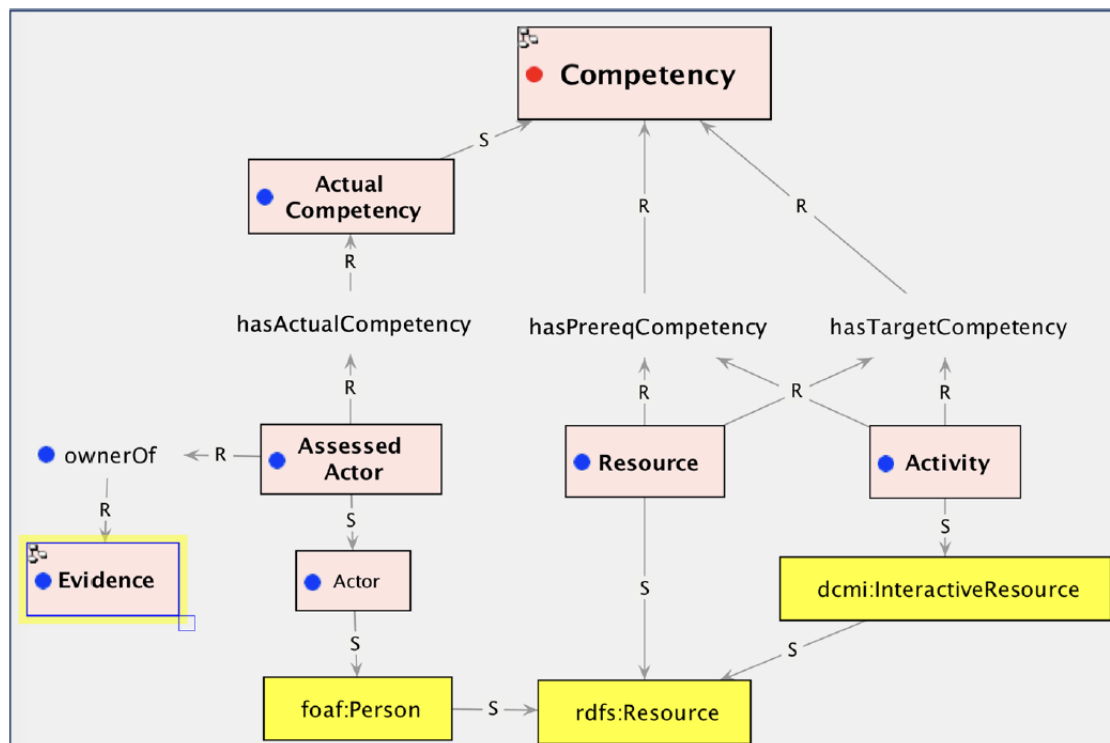 Competency
S
Actual
Competency
R
R
R
hasActualCompetency
hasPrereqCompetency
hasTargetCompetency
R
R
R
R
ownerOf
R
Assessed
Actor
Resource
Activity
R
S
S
Evidence
Actor
S
dcmi:InteractiveResource
S
S
foaf:Person
S
rdfs:Resource